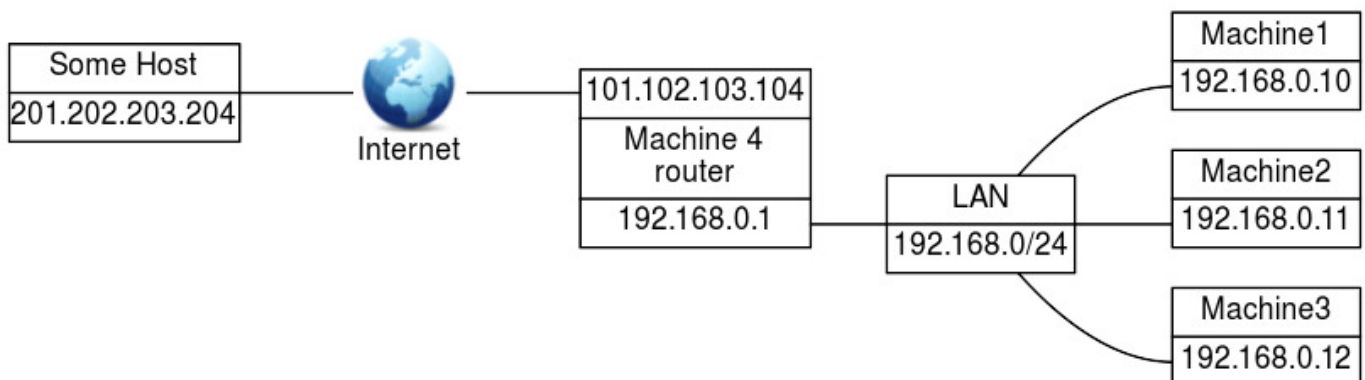 Some Host
201.202.203.204
Internet
101.102.103.104
Machine 4
router
192.168.0.1
LAN
192.168.0/24
Machine1
192.168.0.10
Machine2
192.168.0.11
Machine3
192.168.0.12